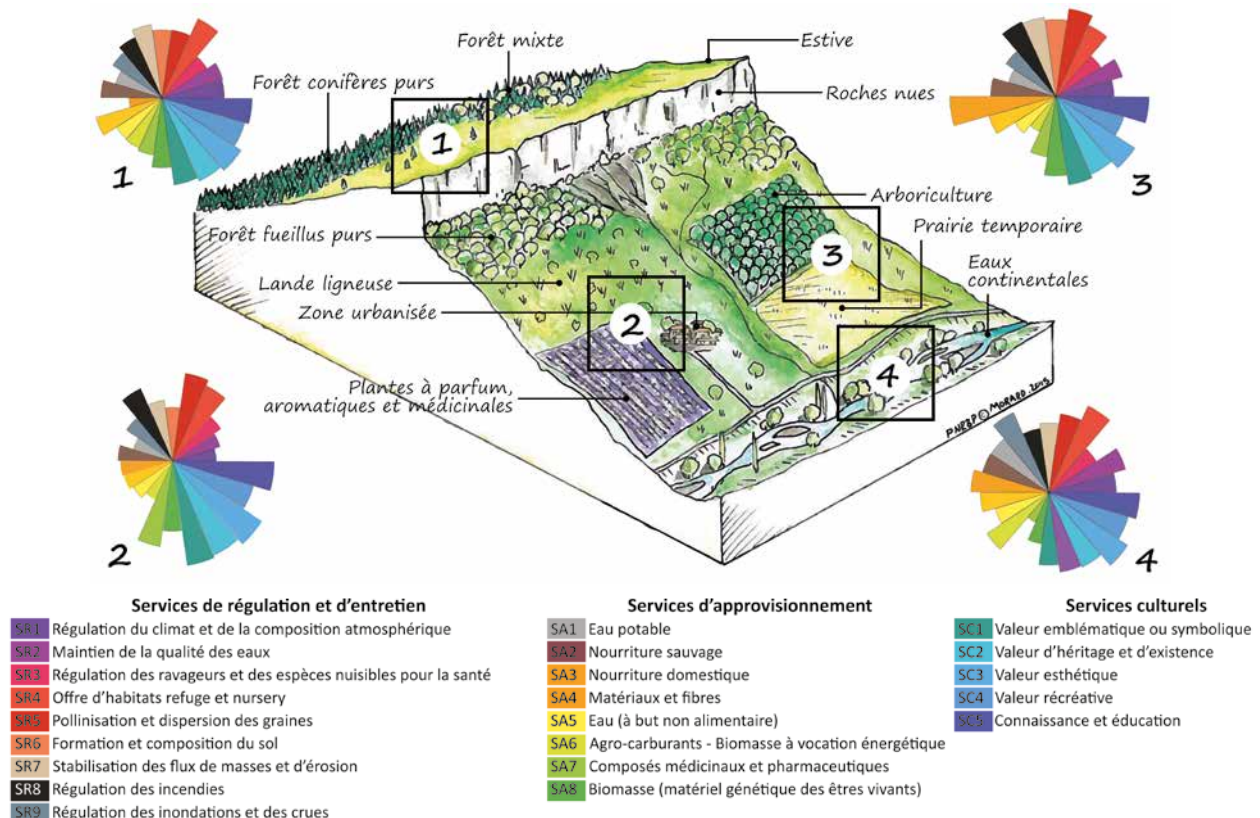 1
Forêt mixte
Estive
Forêt conifères purs
Roches nues
1
3
Arboriculture
Forêt fueillus purs
3
Prairie temporaire
Lande ligneuse
Eaux
continentales
Zone urbanisée
2
4
Plantes à parfum,
aromatiques et médicinales
PNRBP©MORARD.2015
2
4
Services de régulation et d’entretien
SR1 Régulation du climat et de la composition atmosphérique
SR2 Maintien de la qualité des eaux
SR3 Régulation des ravageurs et des espèces nuisibles pour la santé
SR4 Offre d’habitats refuge et nursery
SR5 Pollinisation et dispersion des graines
SR6 Formation et composition du sol
SR7 Stabilisation des flux de masses et d’érosion
SR8 Régulation des incendies
SR9 Régulation des inondations et des crues
Services d’approvisionnement
SA1 Eau potable
SA2 Nourriture sauvage
SA3 Nourriture domestique
SA4 Matériaux et fibres
SA5 Eau (à but non alimentaire)
SA6 Agro-carburants - Biomasse à vocation énergétique
SA7 Composés médicinaux et pharmaceutiques
SA8 Biomasse (matériel génétique des êtres vivants)
Services culturels
SC1 Valeur emblématique ou symbolique
SC2 Valeur d’héritage et d’existence
SC3 Valeur esthétique
SC4 Valeur récréative
SC5 Connaissance et éducation